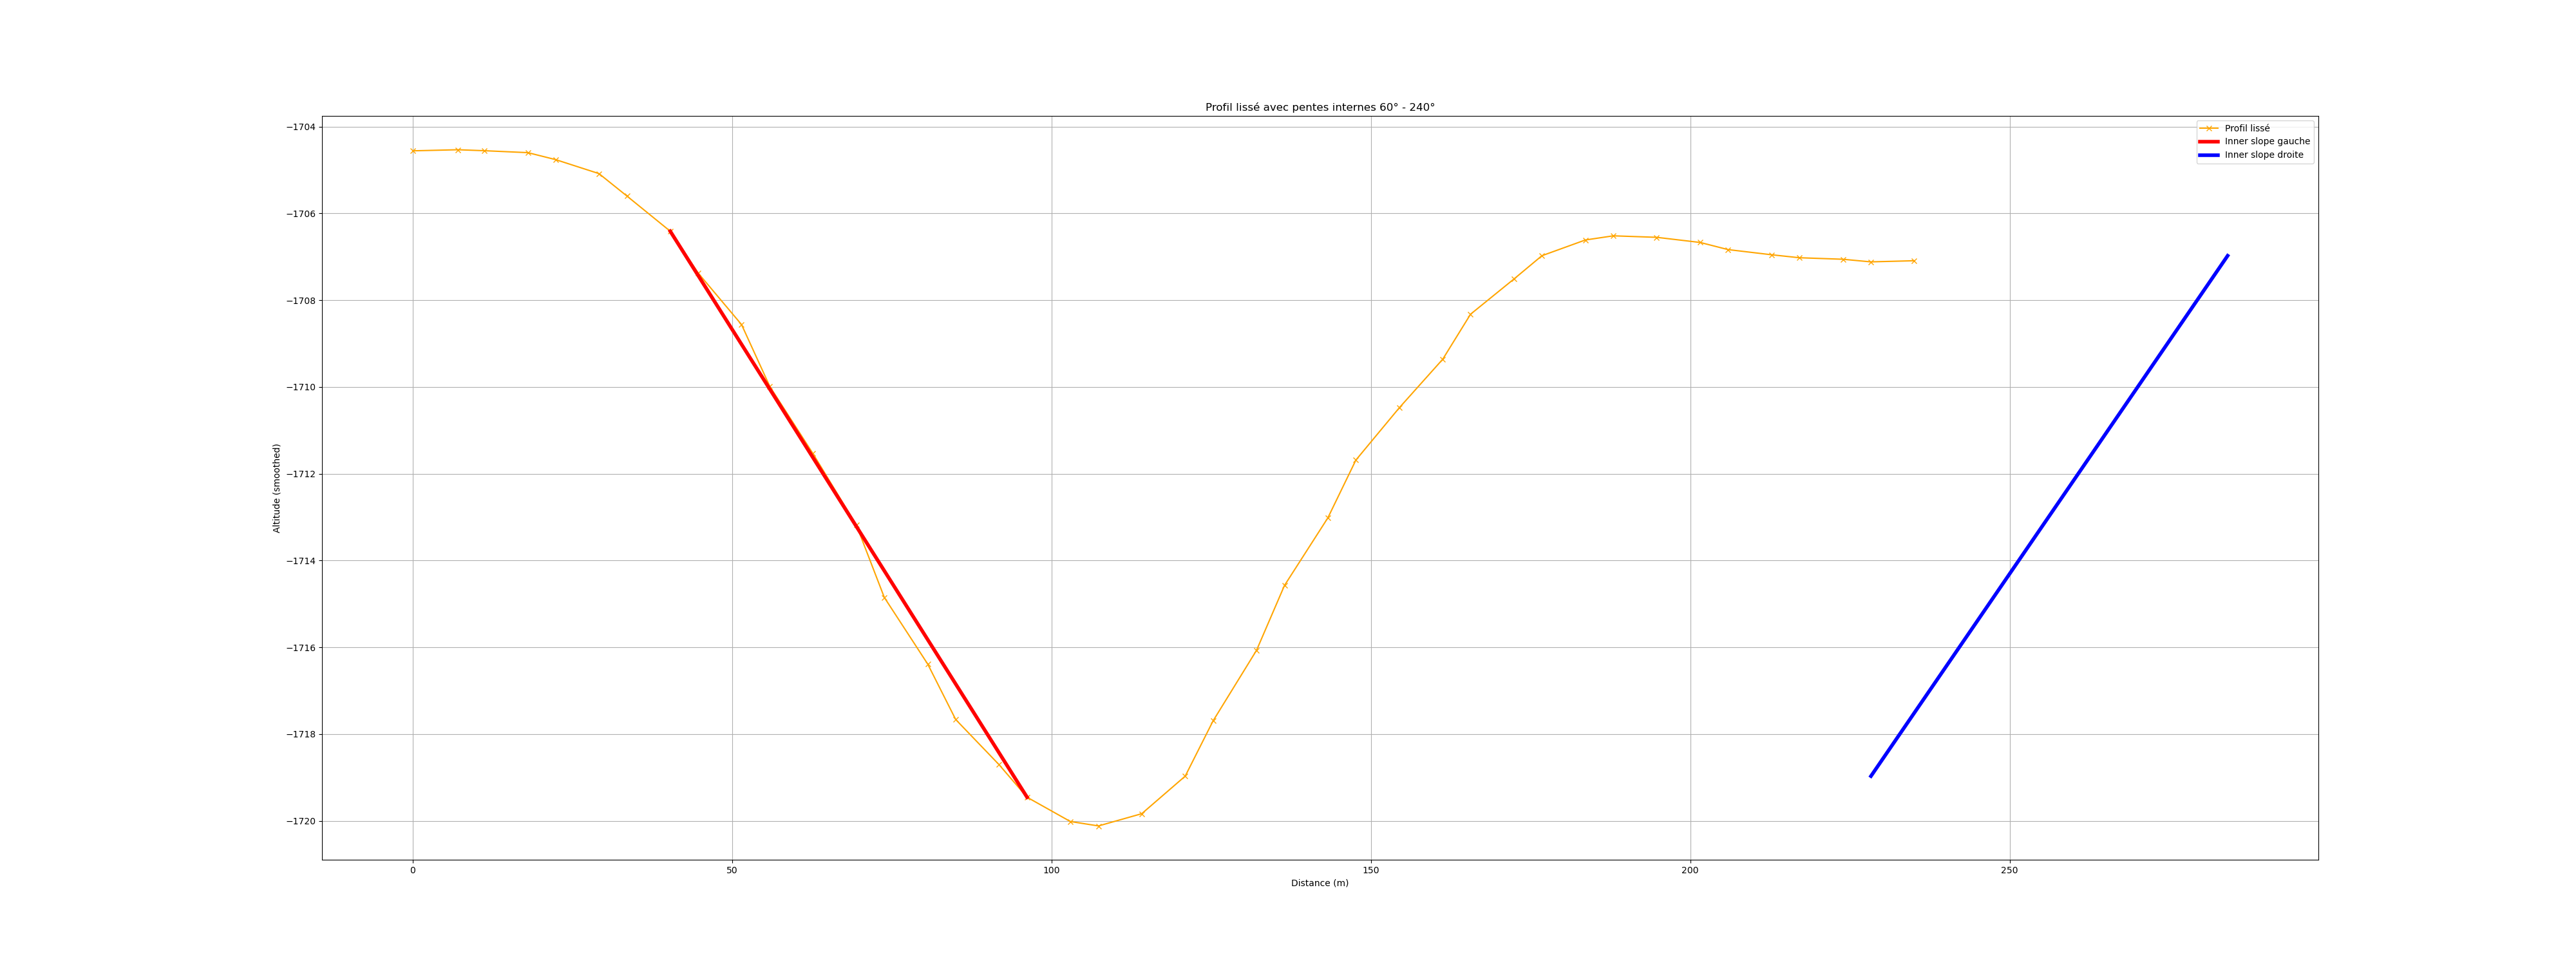 Profil lissé avec pentes internes 60° - 240°
Profil lissé
Inner slope gauche
Inner slope droite
Altitude (smoothed)
−1704
−1706
−1708
−1710
−1712
−1714
−1716
−1718
−1720
0 50 100 150 200 250
Distance (m)